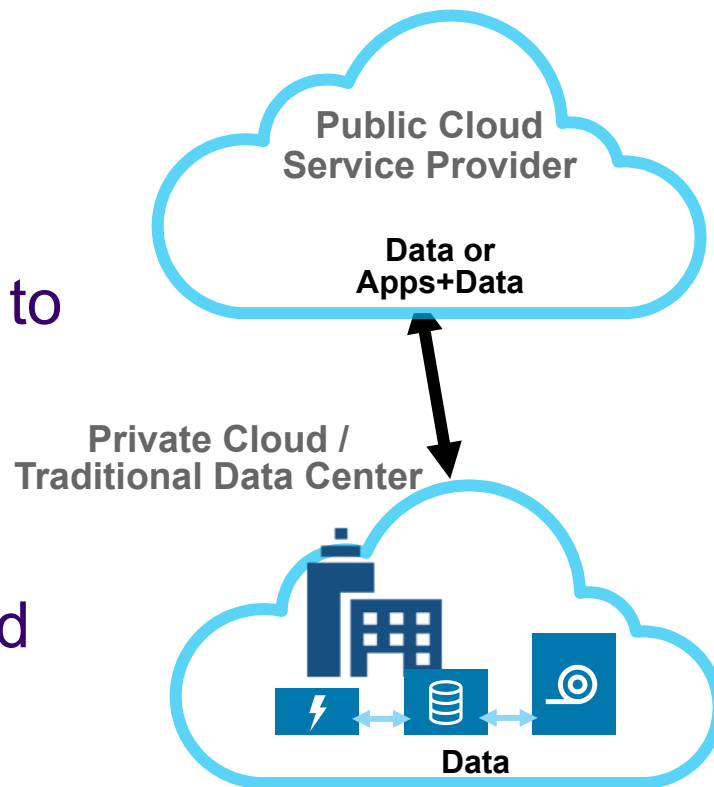 Public Cloud
Service Provider
Data or
Apps+Data
to
Private Cloud /
Traditional Data Center
d
Data